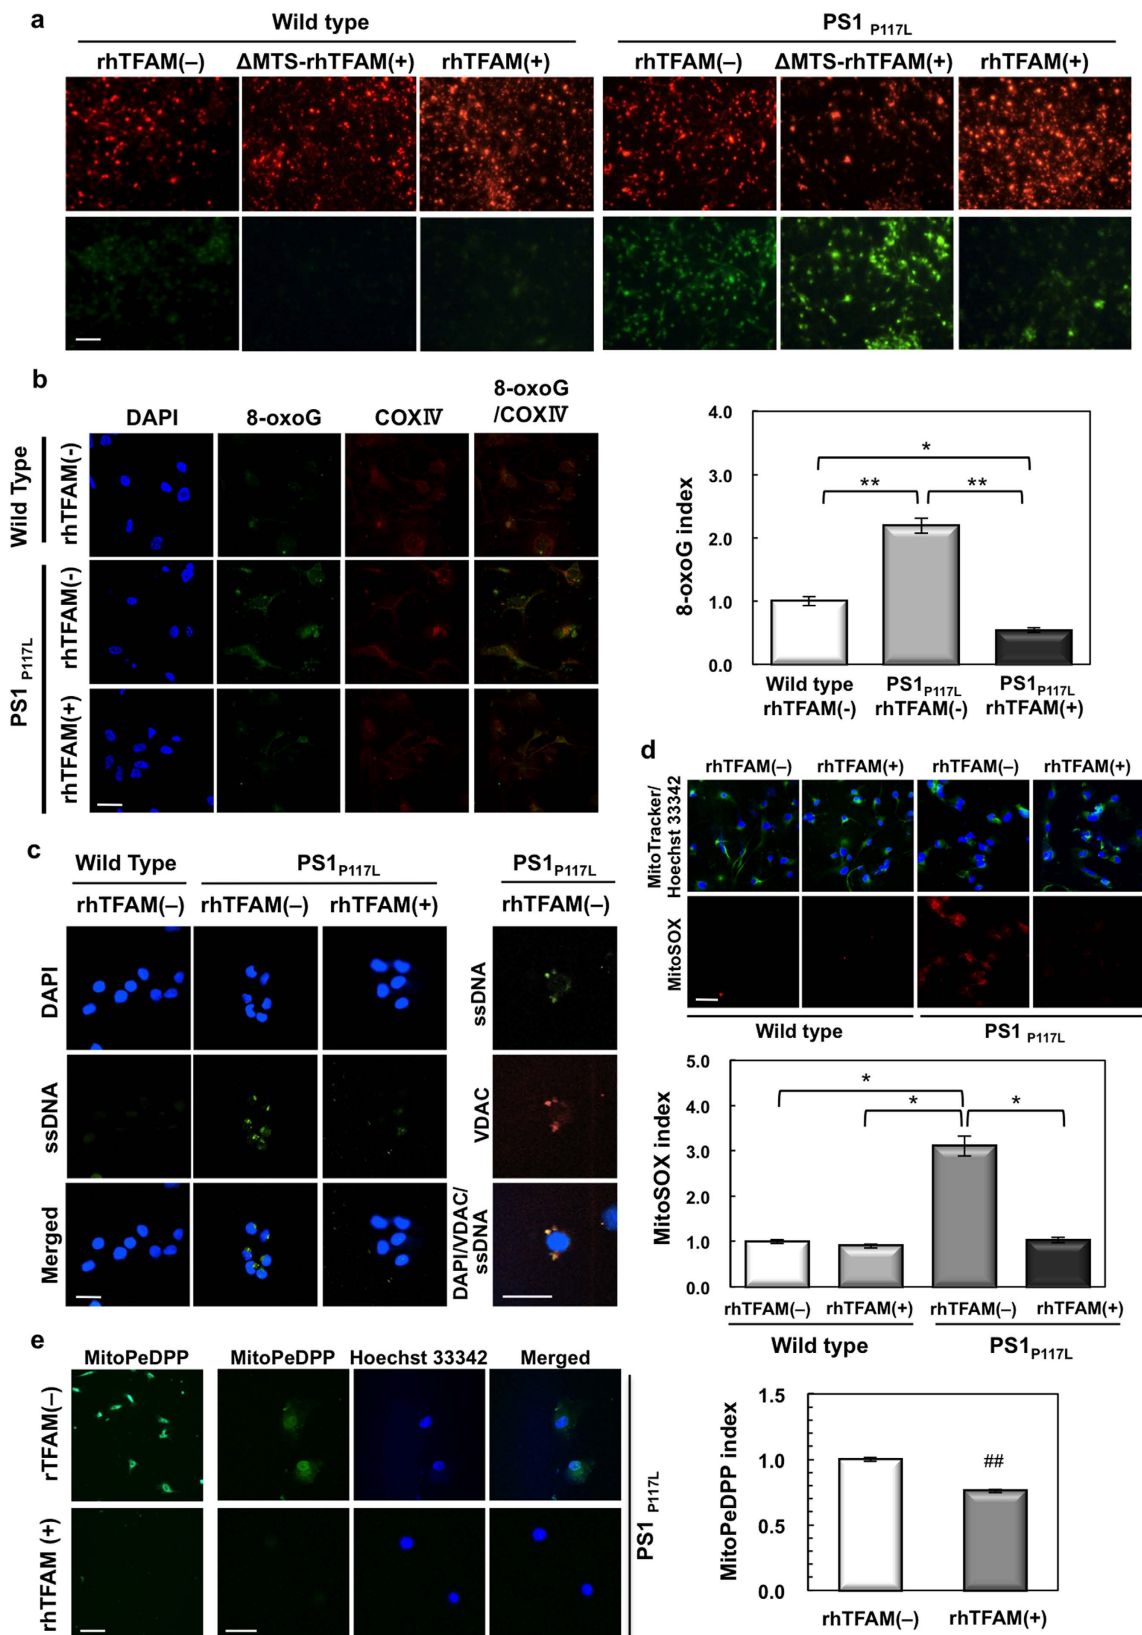 a
Wild type
PS1 P117L
rhTFAM(–) ΔMTS-rhTFAM(+) rhTFAM(+)
rhTFAM(–) ΔMTS-rhTFAM(+) rhTFAM(+)
b
DAPI 8-oxoG COXⅣ 8-oxoG
/COXⅣ
Wild Type
rhTFAM(-)
PS1 P117L
rhTFAM(-)
rhTFAM(+)
8-oxoG index
4.0
3.0
2.0
1.0
0.0
*
** **
Wild type
rhTFAM(-)
PS1P117L
rhTFAM(-)
PS1P117L
rhTFAM(+)
c
Wild Type PS1P117L PS1P117L
rhTFAM(–) rhTFAM(–) rhTFAM(+) rhTFAM(–)
DAPI
ssDNA
Merged
ssDNA
VDAC
DAPI/VDAC/
ssDNA
d
rhTFAM(–) rhTFAM(+) rhTFAM(–) rhTFAM(+)
MitoTracker/
Hoechst 33342
MitoSOX
Wild type PS1 P117L
MitoSOX index
5.0
4.0
3.0
2.0
1.0
0.0
*
* *
rhTFAM(–) rhTFAM(+) rhTFAM(–) rhTFAM(+)
Wild type PS1P117L
e
MitoPeDPP MitoPeDPP Hoechst 33342 Merged
rTFAM(–)
rhTFAM (+)
PS1 P117L
MitoPeDPP index
1.5
1.0
0.5
0.0
##
rhTFAM(–) rhTFAM(+)